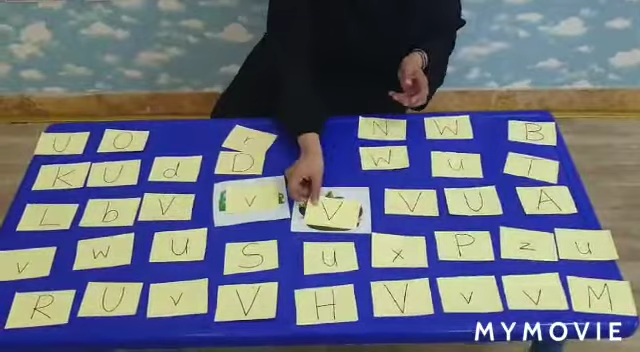 U O r N W B
K U d D W u T
L b V v V V U A
v w U S u x P z u
R U v V H V v v M
MYMOVIE